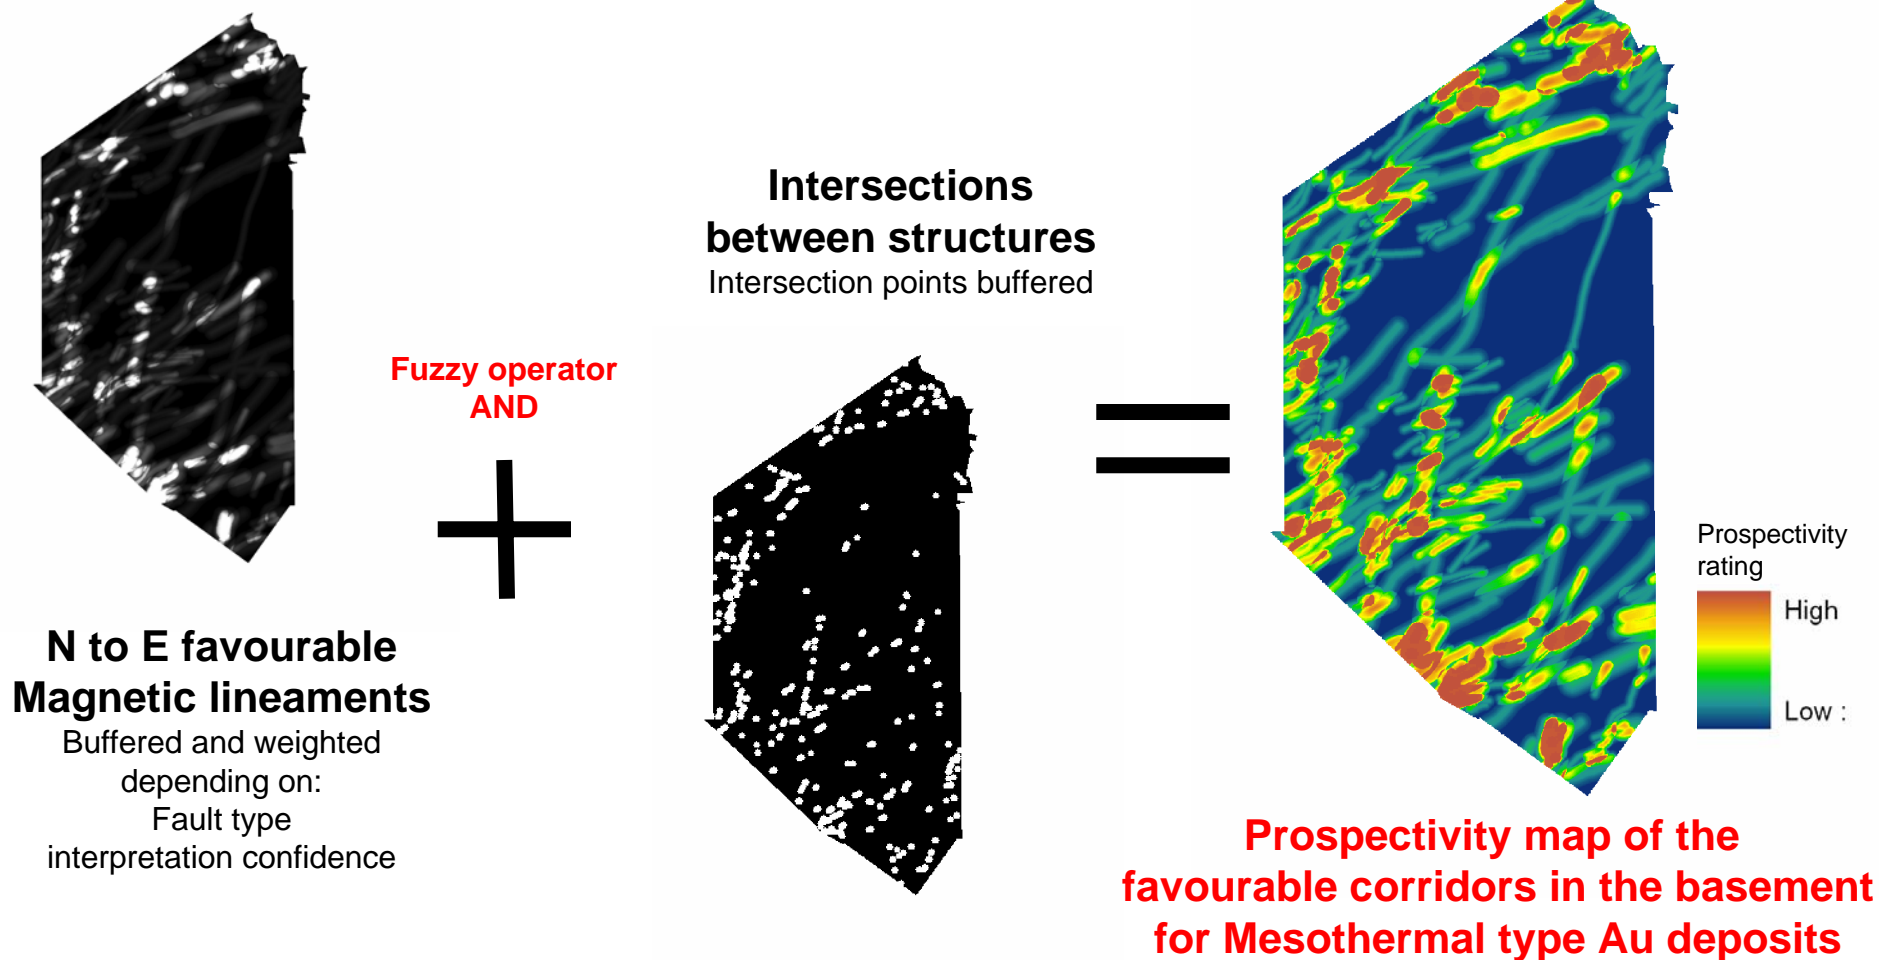 N to E favourable
Magnetic lineaments
Buffered and weighted
depending on:
Fault type
interpretation confidence
Fuzzy operator
AND
Intersections
between structures
Intersection points buffered
Prospectivity
rating
High
Low :
Prospectivity map of the
favourable corridors in the basement
for Mesothermal type Au deposits